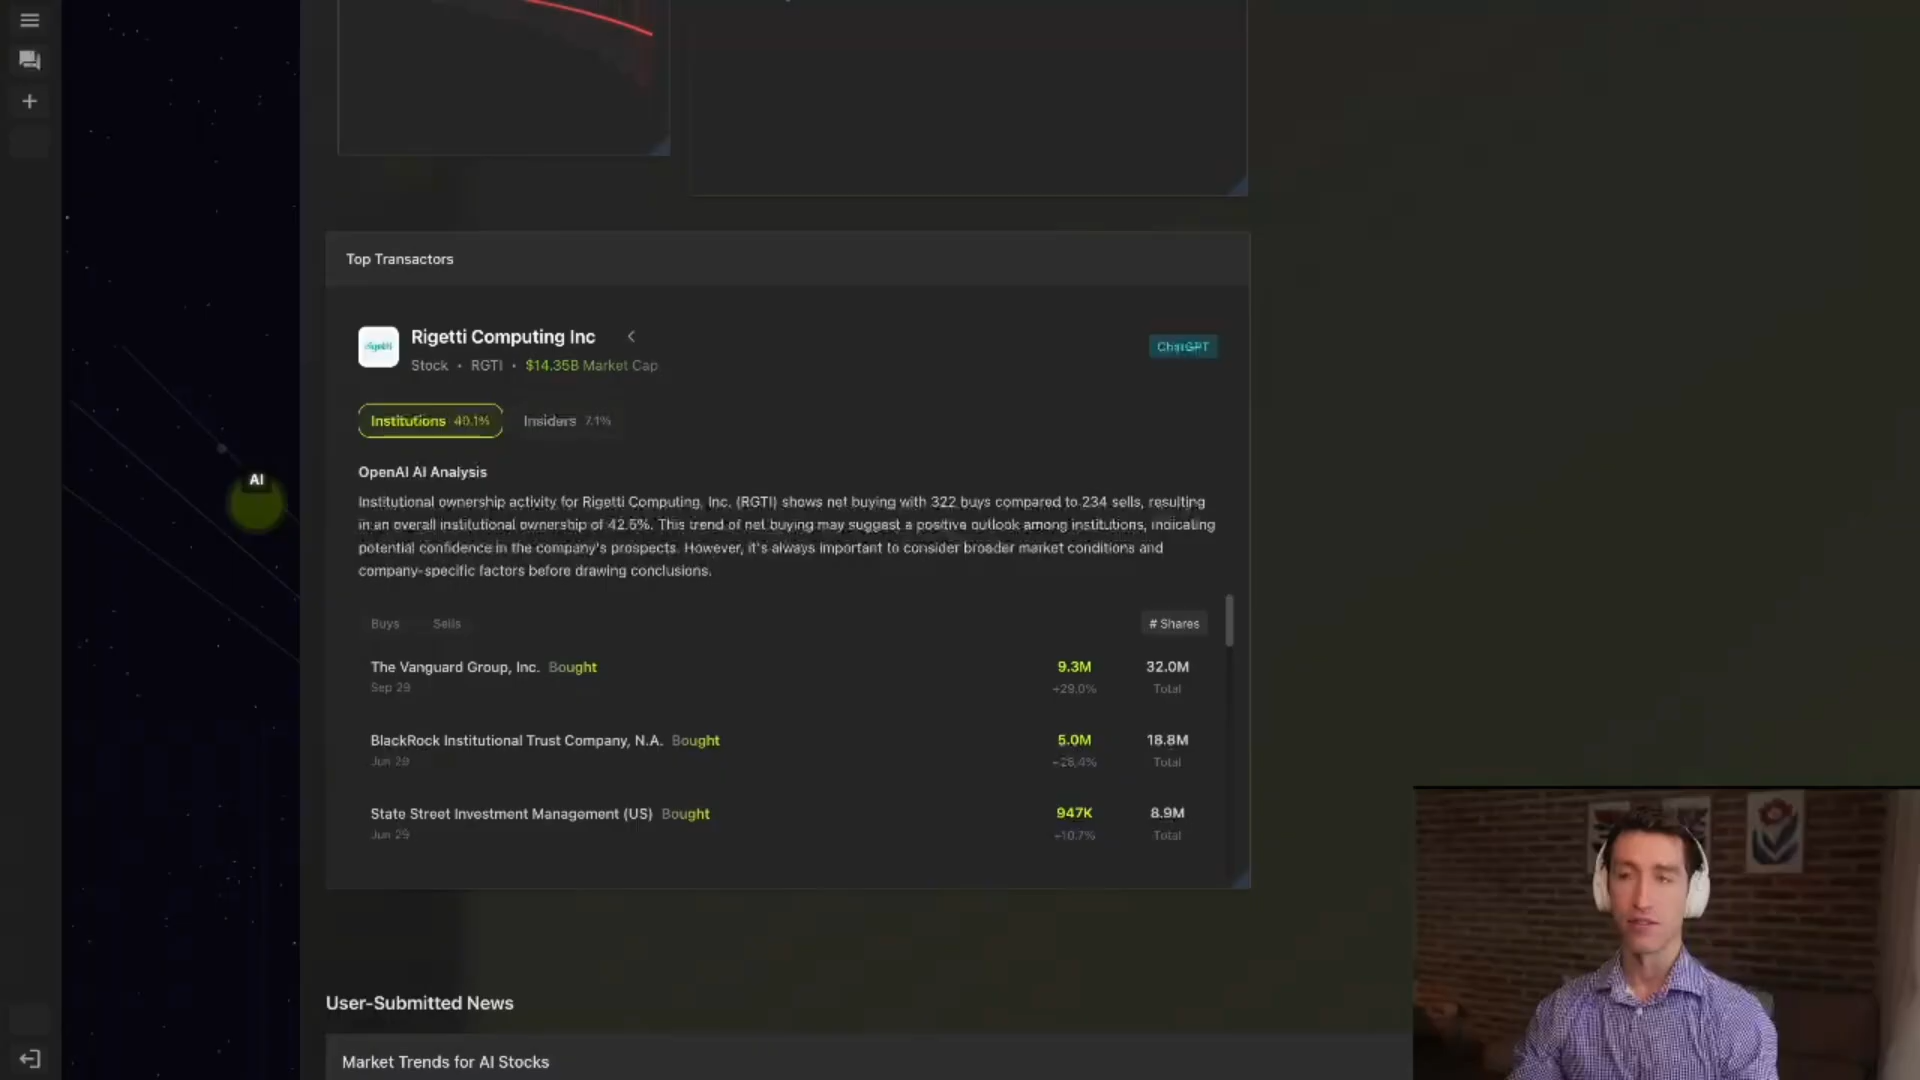 Top Transactors
Rigetti Computing Inc
ChatGPT
Stock • RGTI • $14.35B Market Cap
Institutions 40.1%
Insiders 7.1%
AI
OpenAI AI Analysis
Institutional ownership activity for Rigetti Computing, Inc. (RGTI) shows net buying with 322 buys compared to 234 sells, resulting
in an overall institutional ownership of 42.5%. This trend of net buying may suggest a positive outlook among institutions, indicating
potential confidence in the company's prospects. However, it's always important to consider broader market conditions and
company-specific factors before drawing conclusions.
Buys Sells # Shares
The Vanguard Group, Inc. Bought 9.3M 32.0M
Sep 29 +29.0% Total
BlackRock Institutional Trust Company, N.A. Bought 5.0M 18.8M
Jun 29 Total
State Street Investment Management (US) Bought 947K 8.9M
Jun 29 Total
User-Submitted News
Market Trends for AI Stocks